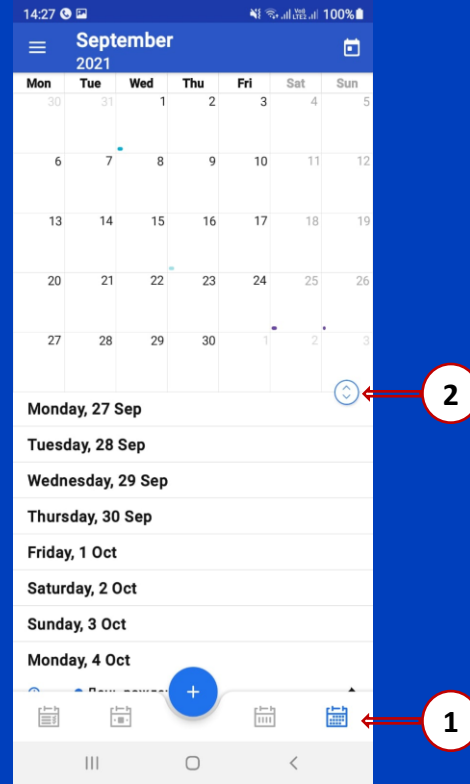 14:27 100%
September
2021
Mon Tue Wed Thu Fri Sat Sun
30 31 1 2 3 4 5
6 7 8 9 10 11 12
13 14 15 16 17 18 19
20 21 22 23 24 25 26
27 28 29 30 1 2 3
2
Monday, 27 Sep
Tuesday, 28 Sep
Wednesday, 29 Sep
Thursday, 30 Sep
Friday, 1 Oct
Saturday, 2 Oct
Sunday, 3 Oct
Monday, 4 Oct
+
1